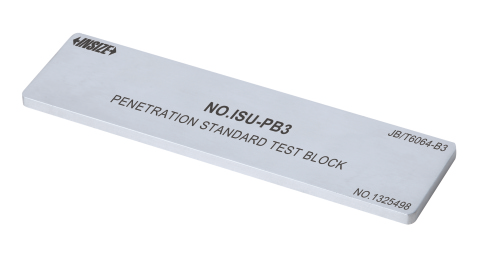 INSIZE
NO.ISU-PB3
PENETRATION STANDARD TEST BLOCK
JB/T6064-B3
NO.1325498